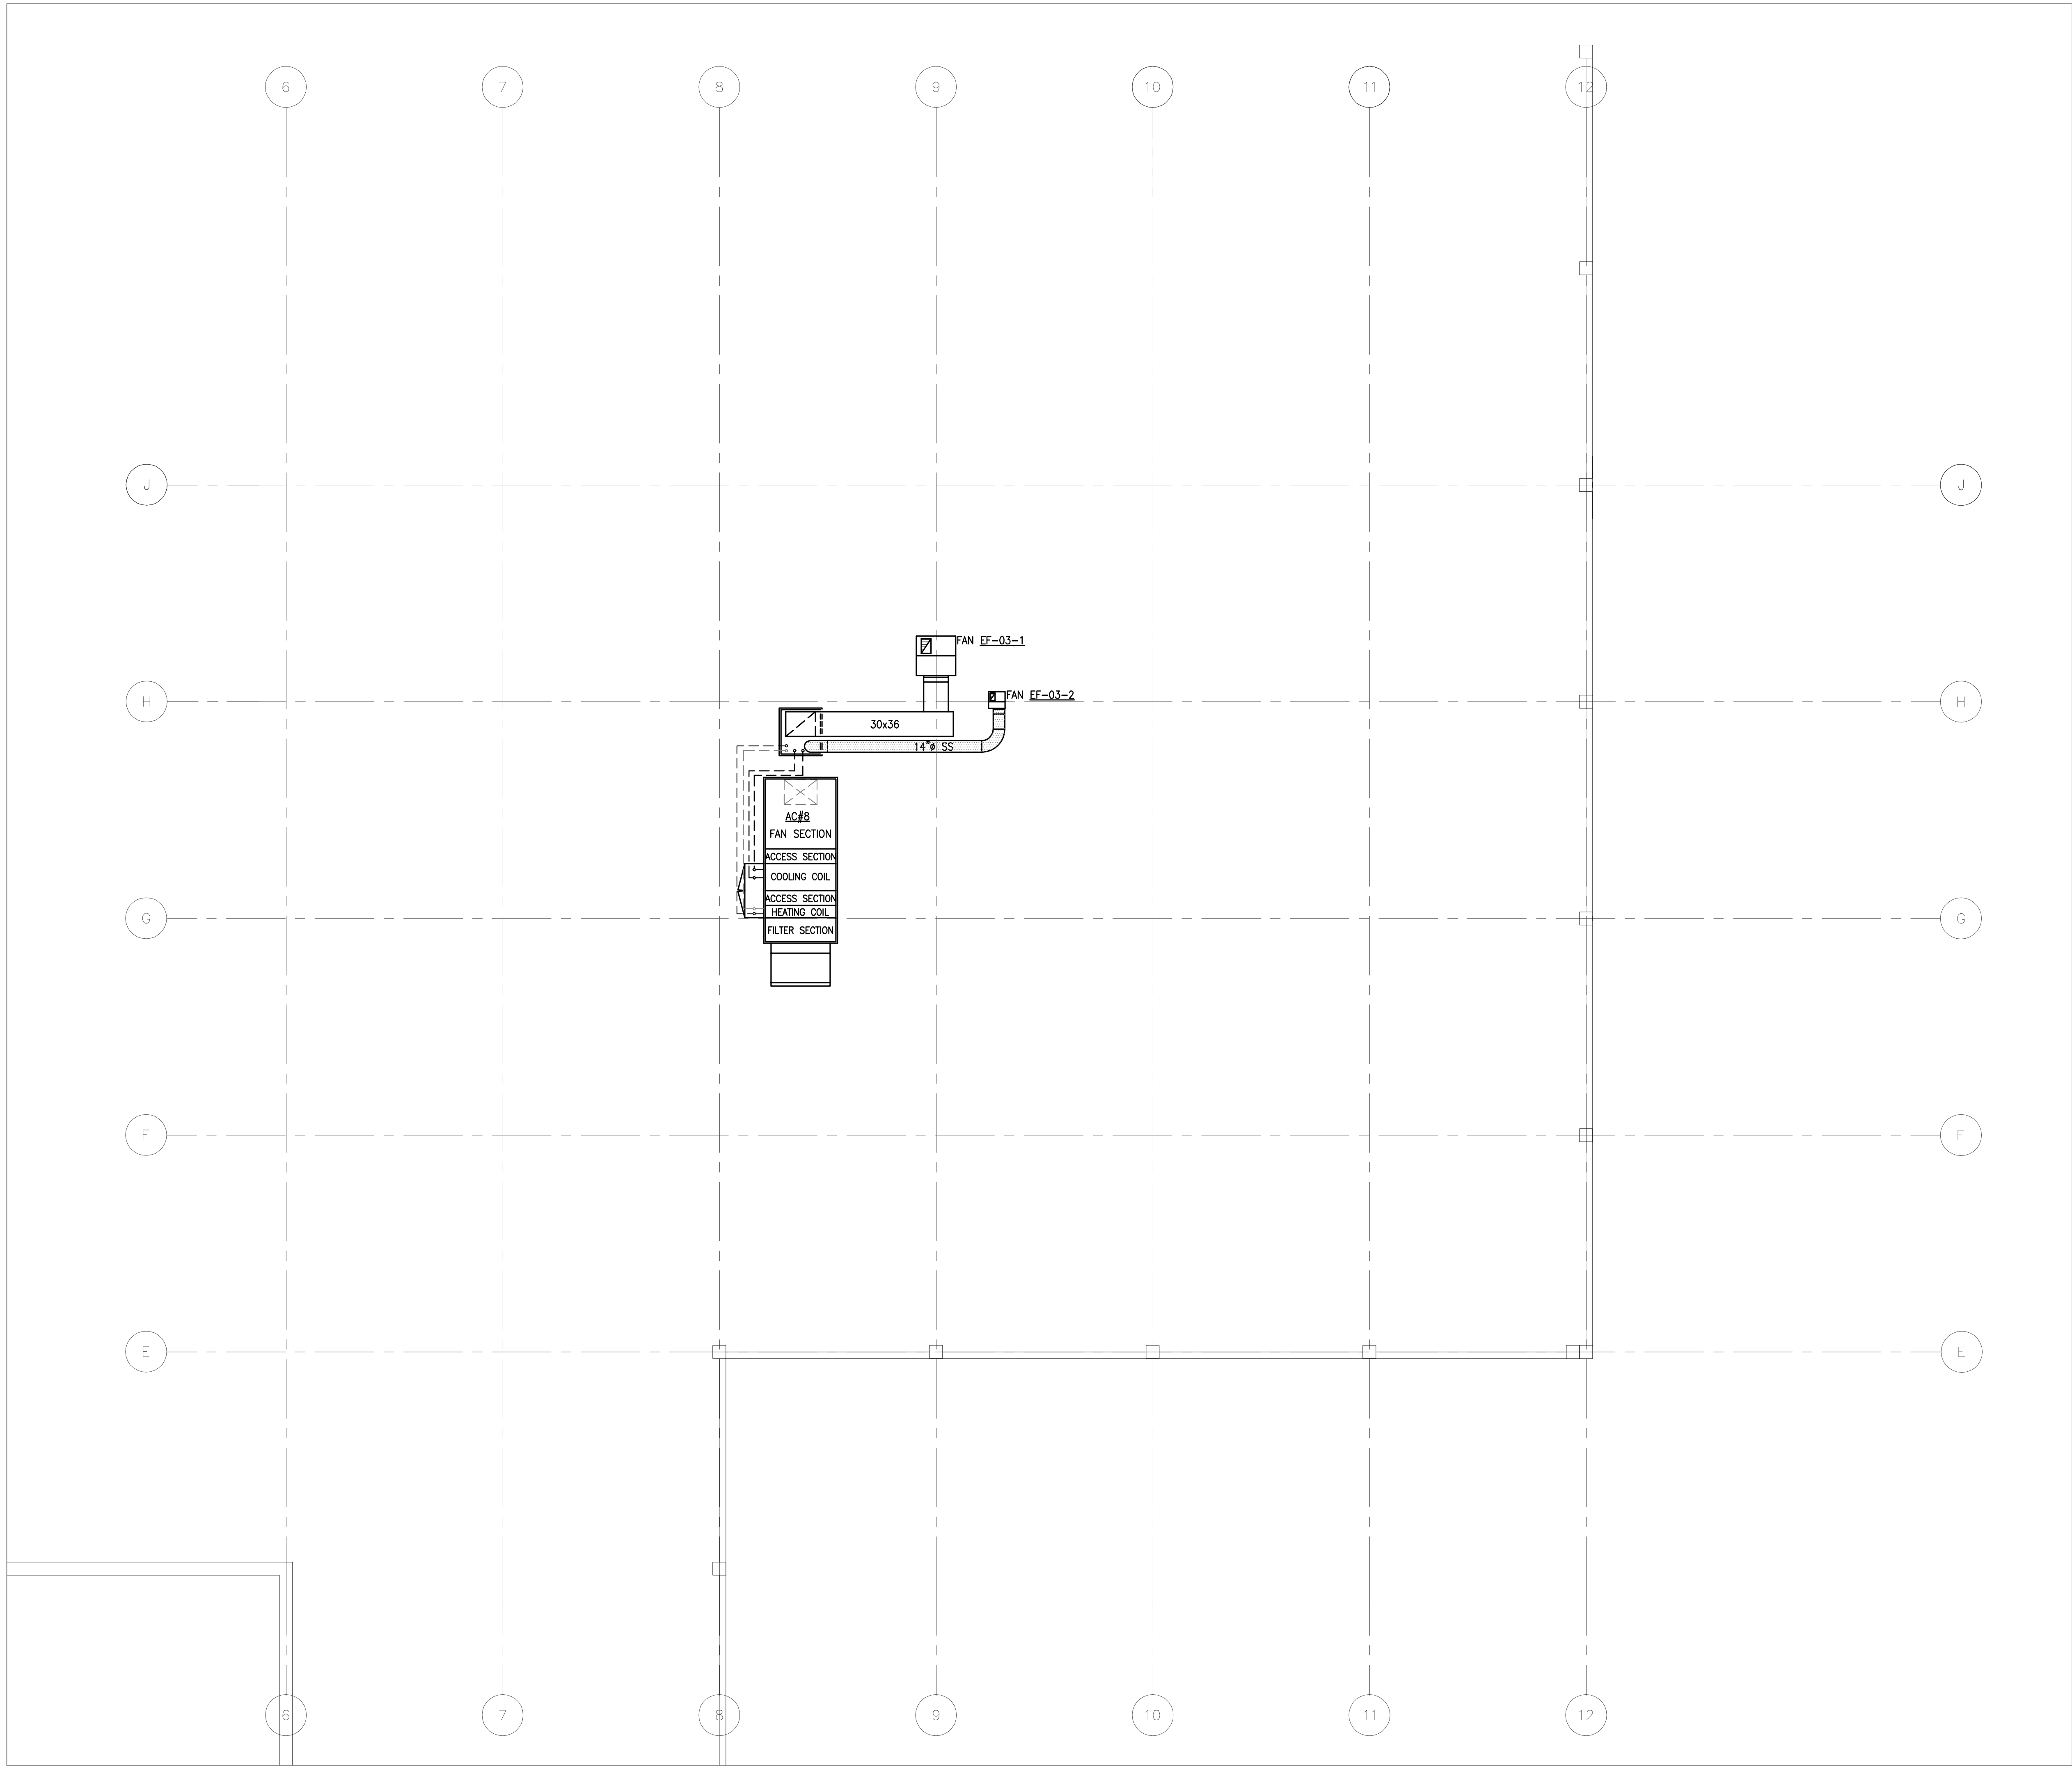 6 7 8 9 10 11 12
J J
FAN EF-03-1
H FAN EF-03-2 H
30x36
14"ø SS
AC#8
FAN SECTION
ACCESS SECTION
COOLING COIL
ACCESS SECTION
HEATING COIL
G G
FILTER SECTION
F F
E E
6 7 8 9 10 11 12